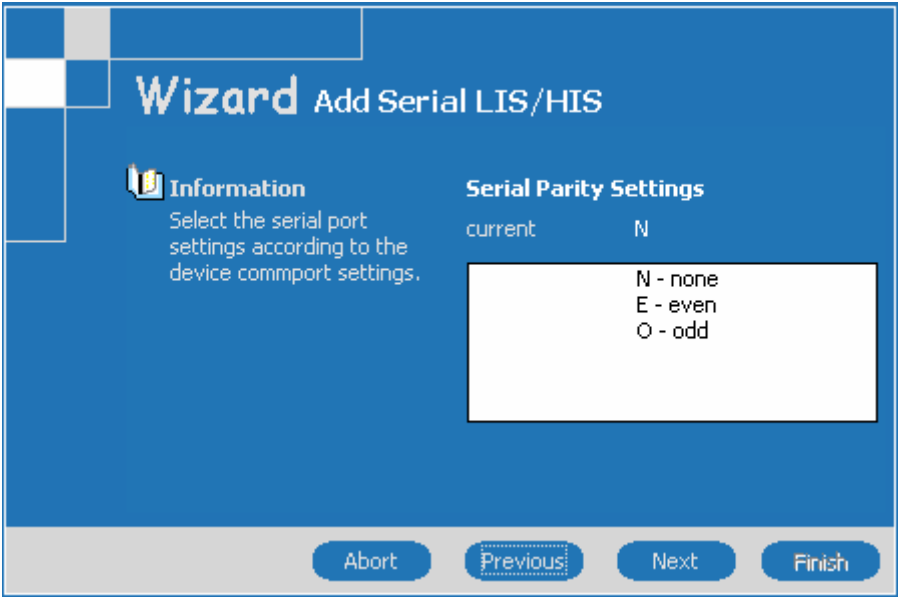 Wizard Add Serial LIS/HIS
Information
Select the serial port
settings according to the
device commport settings.
Serial Parity Settings
current N
N - none
E - even
O - odd
Abort Previous Next Finish